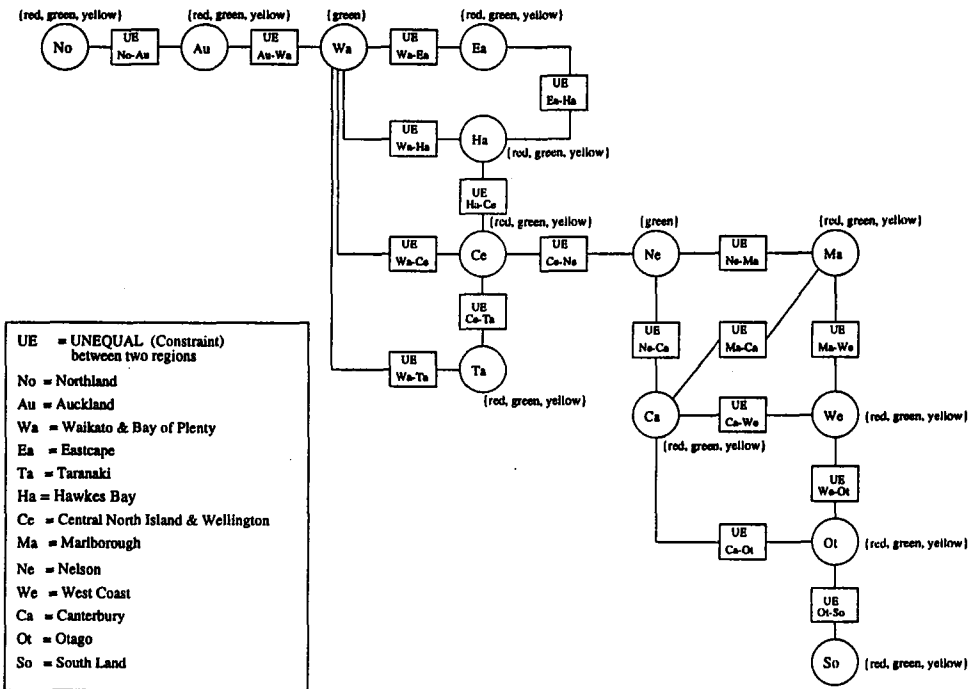 {red, green, yellow}
{red, green, yellow}
{green}
{red, green, yellow}
No
UE
No-Au
Au
UE
Au-Wa
Wa
UE
Wa-Ea
Ea
UE
Ea-Ha
UE
Wa-Ha
Ha
{red, green, yellow}
UE
Ha-Ce
{red, green, yellow}
{green}
{red, green, yellow}
UE
Wa-Ce
Ce
UE
Ce-Ne
Ne
UE
Ne-Ma
Ma
UE
Ce-Ta
UE
Ne-Ca
UE
Ma-Ca
UE
Ma-We
UE
Wa-Ta
Ta
{red, green, yellow}
Ca
{red, green, yellow}
UE
Ca-We
We
{red, green, yellow}
UE
We-Ot
UE
Ca-Ot
Ot
{red, green, yellow}
UE
Ot-So
So
{red, green, yellow}
UE = UNEQUAL (Constraint)
between two regions
No = Northland
Au = Auckland
Wa = Waikato & Bay of Plenty
Ea = Eastcape
Ta = Taranaki
Ha = Hawkes Bay
Ce = Central North Island & Wellington
Ma = Marlborough
Ne = Nelson
We = West Coast
Ca = Canterbury
Ot = Otago
So = South Land